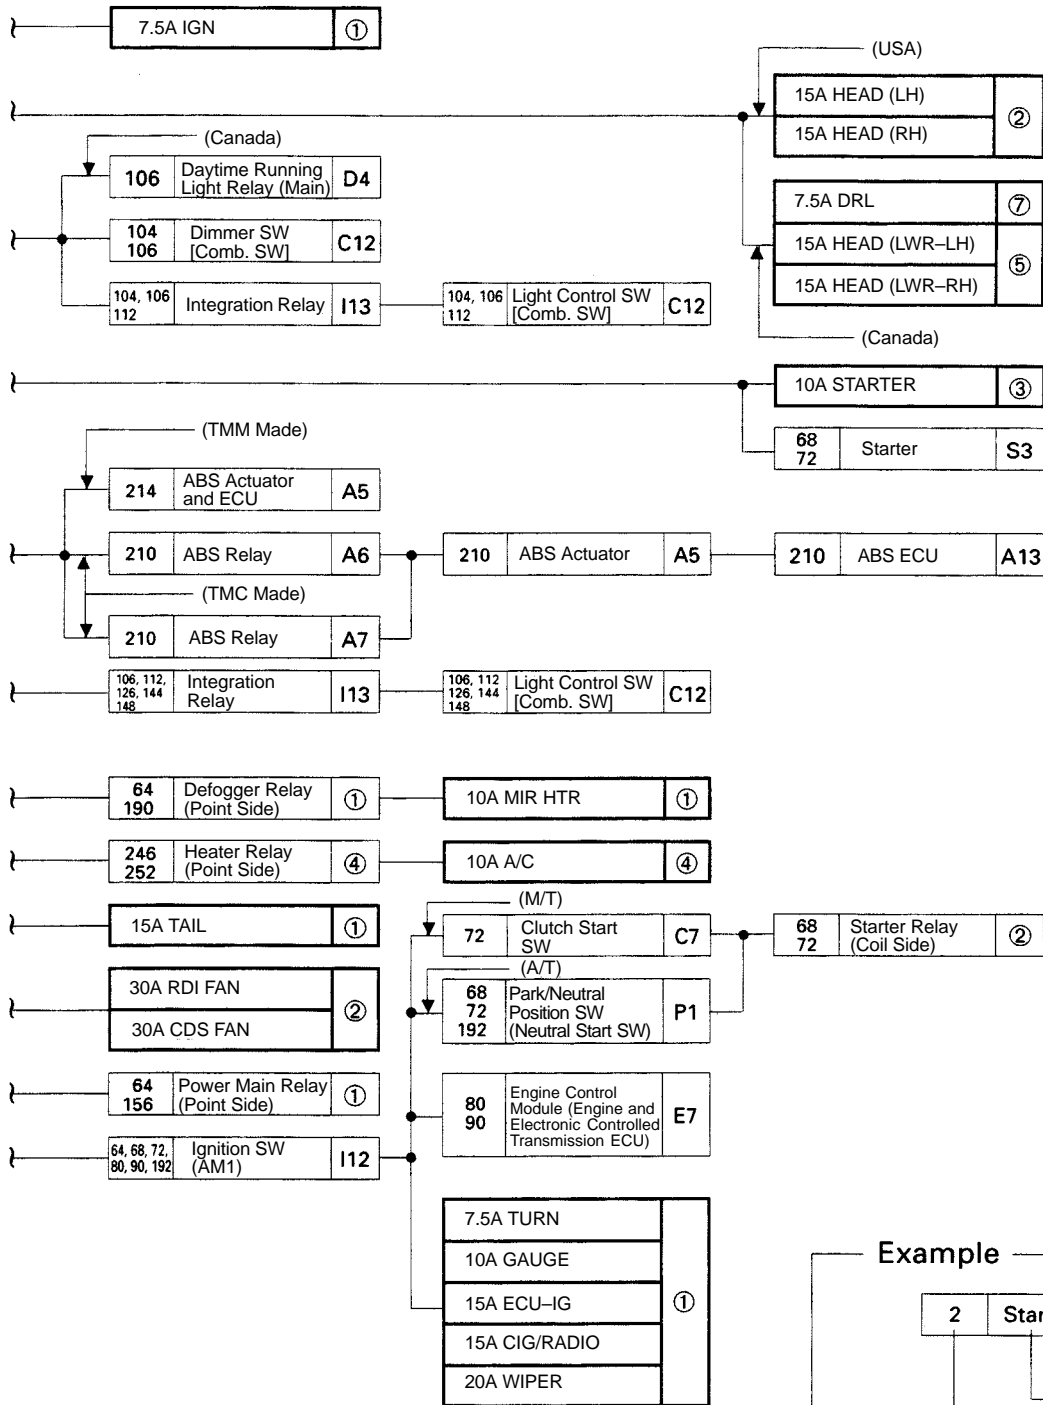 7.5A IGN ①
(USA)
15A HEAD (LH)
②
15A HEAD (RH)
(Canada)
106 Daytime Running
Light Relay (Main) D4
7.5A DRL ⑦
104
106 Dimmer SW
[Comb. SW] C12
15A HEAD (LWR–LH)
⑤
15A HEAD (LWR–RH)
104, 106
112 Integration Relay I13
104, 106
112 Light Control SW
[Comb. SW] C12
(Canada)
10A STARTER ③
68
72 Starter S3
(TMM Made)
214 ABS Actuator
and ECU A5
210 ABS Relay A6
210 ABS Actuator A5
210 ABS ECU A13
(TMC Made)
210 ABS Relay A7
106, 112,
126, 144
148 Integration
Relay I13
106, 112
126, 144
148 Light Control SW
[Comb. SW] C12
64
190 Defogger Relay
(Point Side) ①
10A MIR HTR ①
246
252 Heater Relay
(Point Side) ④
10A A/C ④
(M/T)
15A TAIL ①
72 Clutch Start
SW C7
68
72 Starter Relay
(Coil Side) ②
(A/T)
30A RDI FAN
②
30A CDS FAN
68
72
192 Park/Neutral
Position SW
(Neutral Start SW) P1
64
156 Power Main Relay
(Point Side) ①
80
90 Engine Control
Module (Engine and
Electronic Controlled
Transmission ECU) E7
64, 68, 72,
80, 90, 192 Ignition SW
(AM1) I12
7.5A TURN
10A GAUGE
15A ECU–IG ①
15A CIG/RADIO
20A WIPER
Example
2 Star